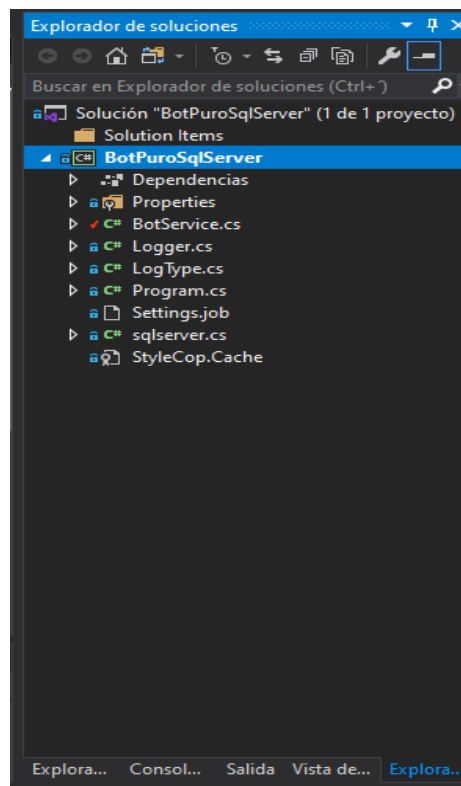 Explorador de soluciones
Buscar en Explorador de soluciones (Ctrl+´)
Solución "BotPuroSqlServer" (1 de 1 proyecto)
Solution Items
C# BotPuroSqlServer
Dependencias
Properties
C# BotService.cs
C# Logger.cs
C# LogType.cs
C# Program.cs
Settings.job
C# sqlserver.cs
StyleCop.Cache
Explora... Consol... Salida Vista de... Explora...